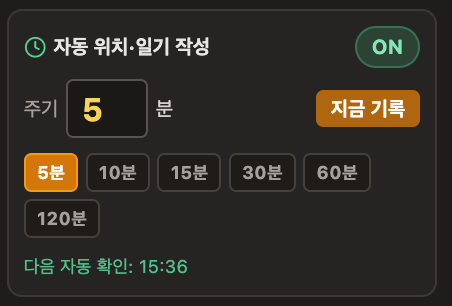 자동 위치·일기 작성 ON
주기 5 분 지금 기록
5분 10분 15분 30분 60분
120분
다음 자동 확인: 15:36